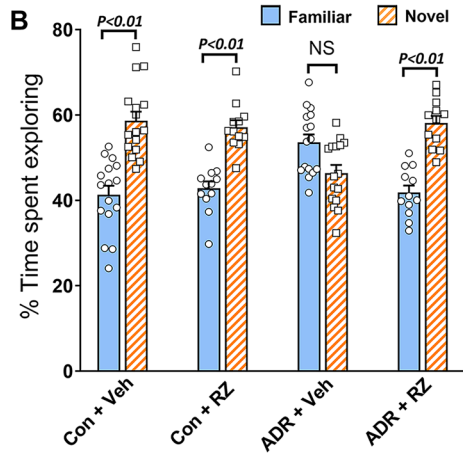 B
Familiar Novel
P<0.01 P<0.01 NS P<0.01
% Time spent exploring
80
60
40
20
0
Con + Veh Con + RZ ADR + Veh ADR + RZ